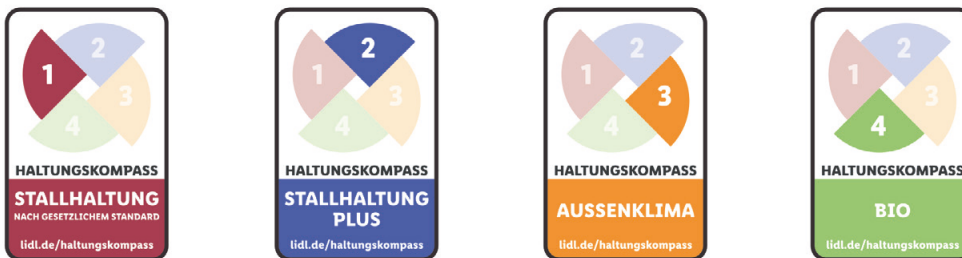 2
1
3
4
HALTUNGSKOMPASS
STALLHALTUNG
NACH GESETZLICHEM STANDARD
lidl.de/haltungskompass
2
1
3
4
HALTUNGSKOMPASS
STALLHALTUNG
PLUS
lidl.de/haltungskompass
2
1
3
4
HALTUNGSKOMPASS
AUSSENKLIMA
lidl.de/haltungskompass
2
1
3
4
HALTUNGSKOMPASS
BIO
lidl.de/haltungskompass